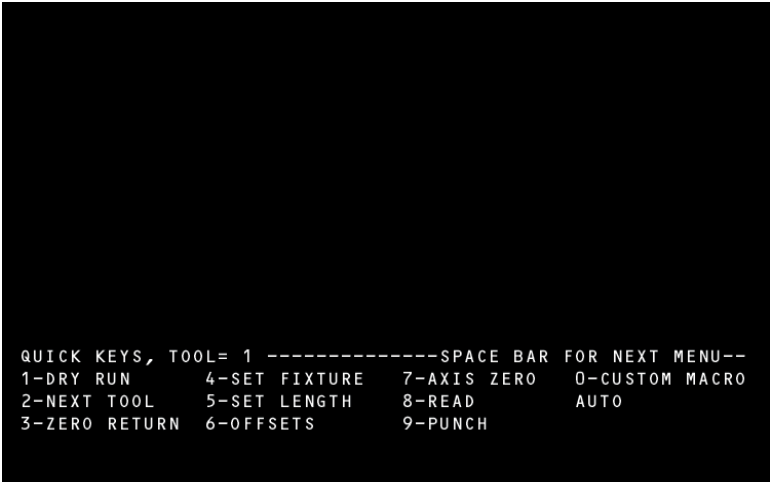 QUICK KEYS, TOOL= 1 --------------SPACE BAR FOR NEXT MENU--
1-DRY RUN 4-SET FIXTURE 7-AXIS ZERO 0-CUSTOM MACRO
2-NEXT TOOL 5-SET LENGTH 8-READ AUTO
3-ZERO RETURN 6-OFFSETS 9-PUNCH